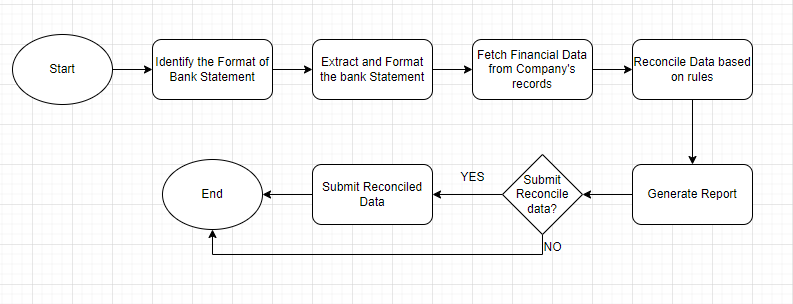 Start
Identify the Format of
Bank Statement
Extract and Format
the bank Statement
Fetch Financial Data
from Company's
records
Reconcile Data based
on rules
End
Submit Reconciled
Data
YES
Submit
Reconcile
data?
Generate Report
NO